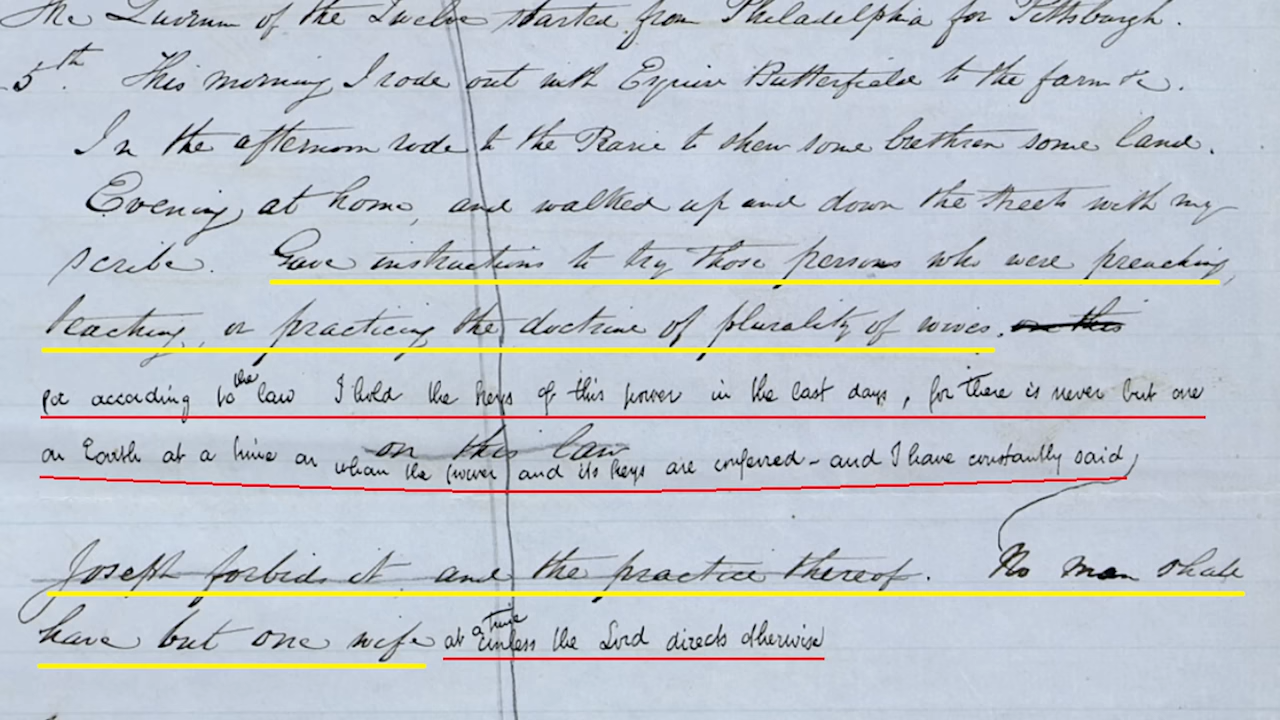 The Quorum of the Twelve started from Philadelphia for Pittsburgh.
5th. This morning I rode out with Esquire Butterfield to the farm &c.
In the afternoon rode to the Prarie to shew some brethren some land.
Evening, at home, and walked up and down the streets with my
scribe. Gave instructions to try those persons who were preaching,
teaching, or practicing the doctrine of plurality of wives. on this
for according to the law I hold the keys of this power in the last days, for there is never but one
on this law
on Earth at a time on whom the power and its keys are conferred - and I have constantly said
Joseph forbids it and the practice thereof. No man shall
have but one wife at a time unless the Lord directs otherwise